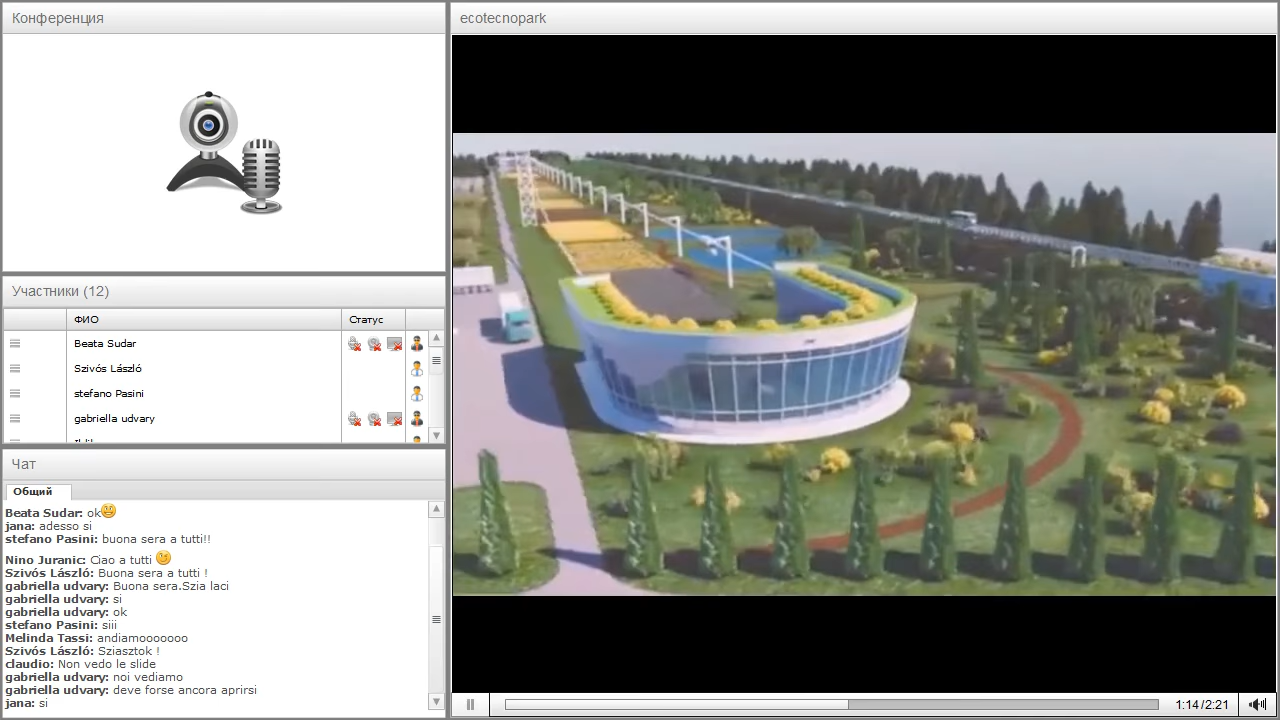 Конференция
ecotecnopark
Участники (12)
ФИО Статус
Beata Sudar
Szivós László
stefano Pasini
gabriella udvary
Чат
Общий
Beata Sudar: ok
jana: adesso si
stefano Pasini: buona sera a tutti!!
Nino Juranic: Ciao a tutti
Szivós László: Buona sera a tutti !
gabriella udvary: Buona sera.Szia laci
gabriella udvary: si
gabriella udvary: ok
stefano Pasini: siii
Melinda Tassi: andiamooooooo
Szivós László: Sziasztok !
claudio: Non vedo le slide
gabriella udvary: noi vediamo
gabriella udvary: deve forse ancora aprirsi
jana: si
1:14/2:21